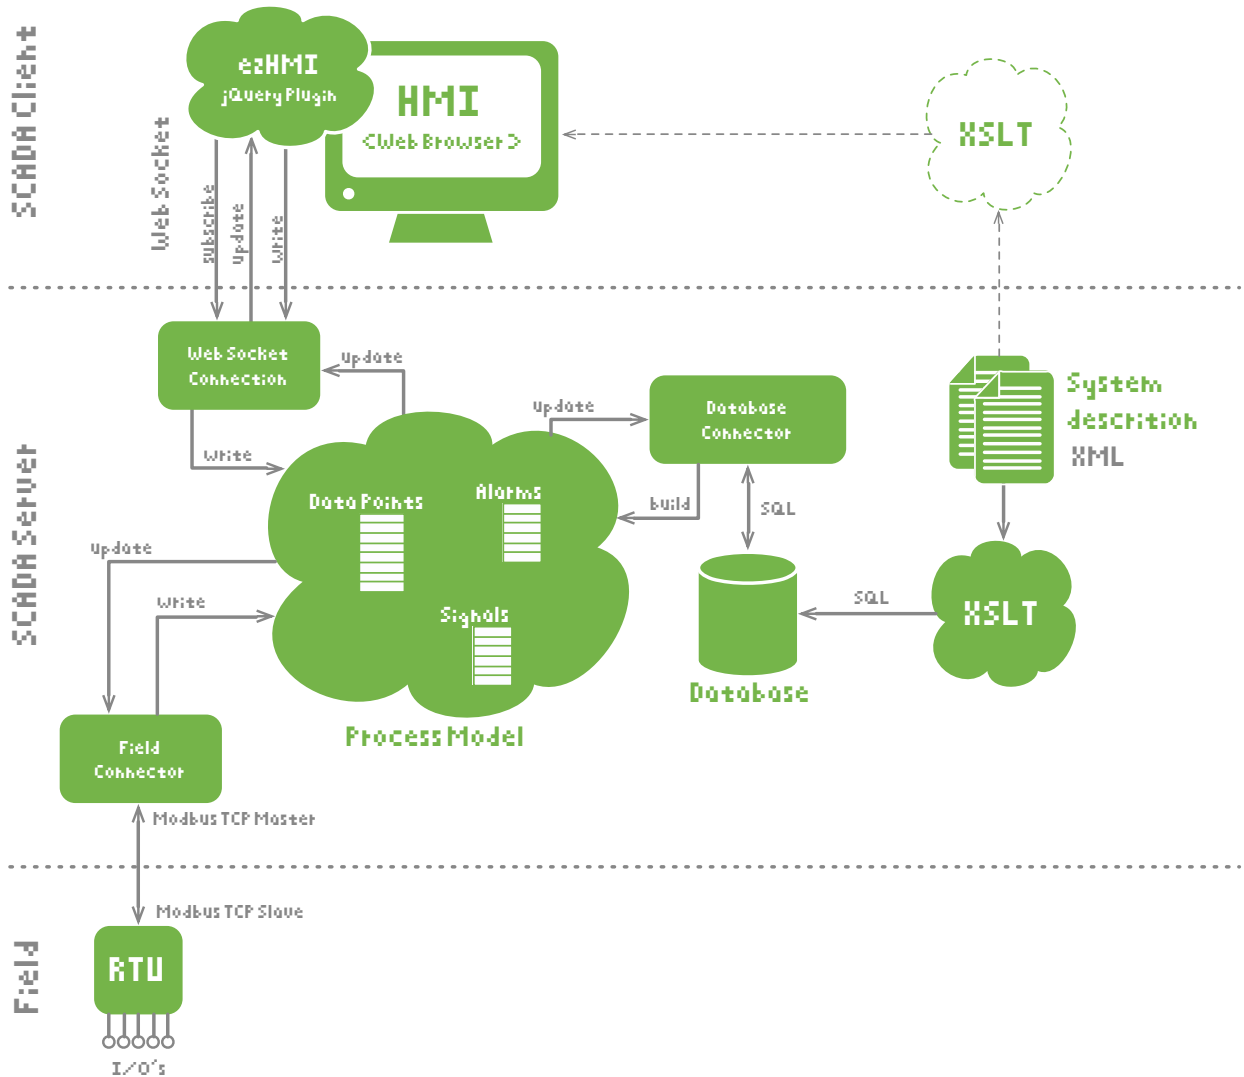 SCADA Client
ezHMI
jQuery Plugin
HMI
<Web Browser>
XSLT
Web Socket
subscribe
update
write
Web Socket
Connection
update
write
SCADA Server
Data Points
Alarms
Signals
Process Model
update
Database
Connector
build
SQL
Database
SQL
System
descrition
XML
XSLT
update
write
Field
Connector
Modbus TCP Master
Modbus TCP Slave
Field
RTU
I/O's